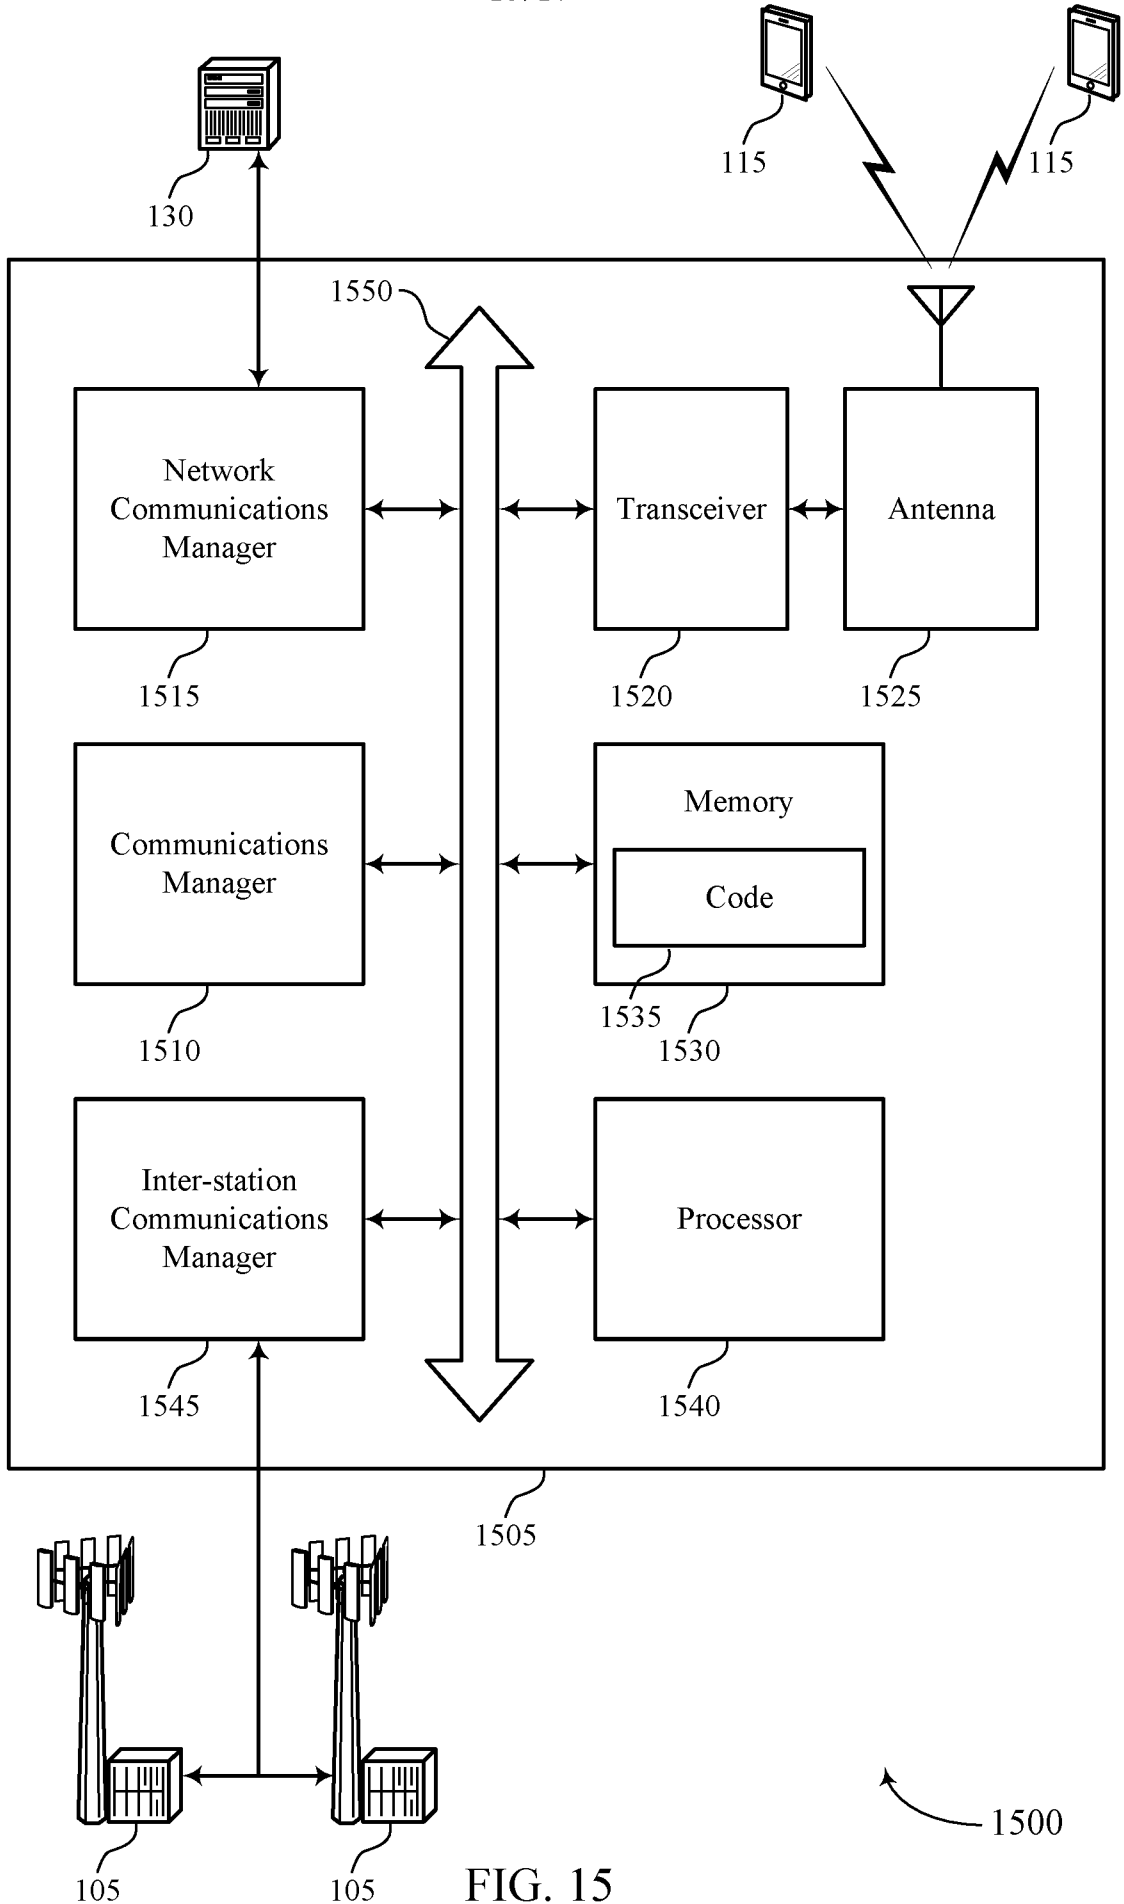 115
115
130
1550
Network
Communications
Manager
Transceiver
Antenna
1515
1520
1525
Communications
Manager
Memory
Code
1535
1510
1530
Inter-station
Communications
Manager
Processor
1545
1540
1505
1500
105
105
FIG. 15